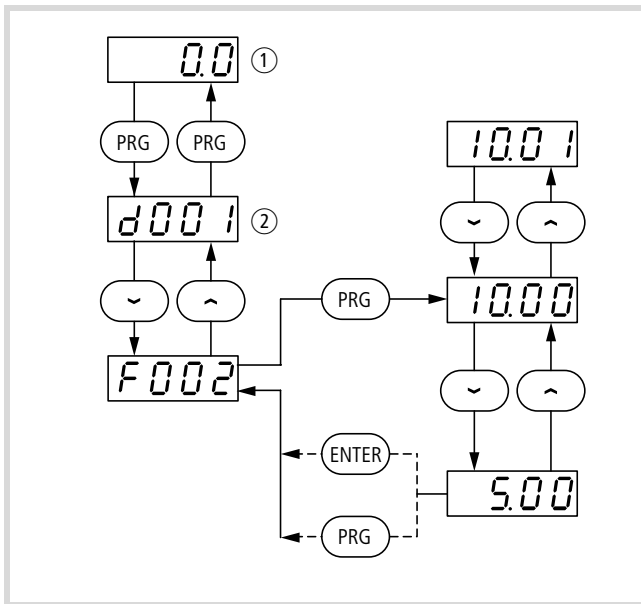 0.0 ①
PRG PRG
10.01
d001 ②
PRG 10.00
F002
ENTER
5.00
PRG